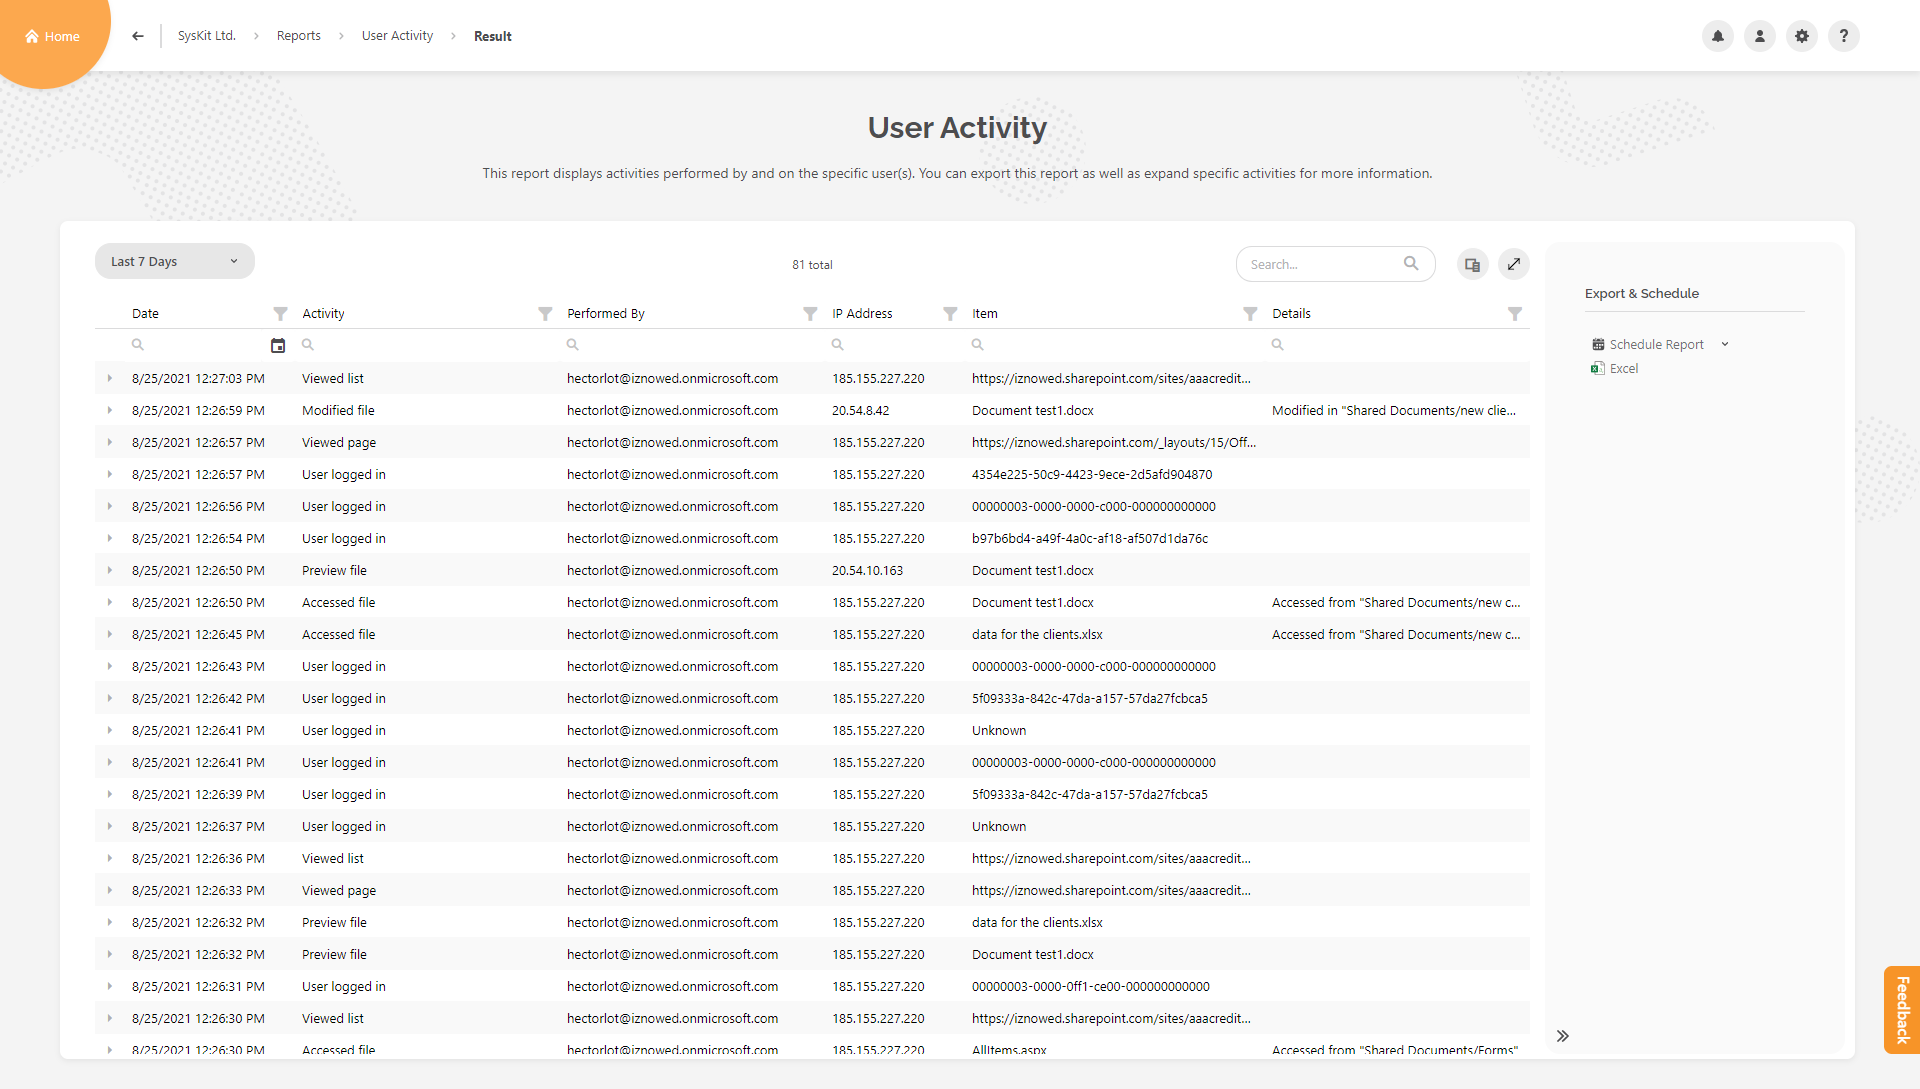 Home
SysKit Ltd. Reports User Activity Result
User Activity
This report displays activities performed by and on the specific user(s). You can export this report as well as expand specific activities for more information.
Last 7 Days
81 total
Search...
Export & Schedule
Schedule Report
Excel
Date Activity Performed By IP Address Item Details
8/25/2021 12:27:03 PM Viewed list hectorlot@iznowed.onmicrosoft.com 185.155.227.220 https://iznowed.sharepoint.com/sites/aaacredit...
8/25/2021 12:26:59 PM Modified file hectorlot@iznowed.onmicrosoft.com 20.54.8.42 Document test1.docx Modified in "Shared Documents/new clie...
8/25/2021 12:26:57 PM Viewed page hectorlot@iznowed.onmicrosoft.com 185.155.227.220 https://iznowed.sharepoint.com/_layouts/15/Off...
8/25/2021 12:26:57 PM User logged in hectorlot@iznowed.onmicrosoft.com 185.155.227.220 4354e225-50c9-4423-9ece-2d5afd904870
8/25/2021 12:26:56 PM User logged in hectorlot@iznowed.onmicrosoft.com 185.155.227.220 00000003-0000-0000-c000-000000000000
8/25/2021 12:26:54 PM User logged in hectorlot@iznowed.onmicrosoft.com 185.155.227.220 b97b6bd4-a49f-4a0c-af18-af507d1da76c
8/25/2021 12:26:50 PM Preview file hectorlot@iznowed.onmicrosoft.com 20.54.10.163 Document test1.docx
8/25/2021 12:26:50 PM Accessed file hectorlot@iznowed.onmicrosoft.com 185.155.227.220 Document test1.docx Accessed from "Shared Documents/new c...
8/25/2021 12:26:45 PM Accessed file hectorlot@iznowed.onmicrosoft.com 185.155.227.220 data for the clients.xlsx Accessed from "Shared Documents/new c...
8/25/2021 12:26:43 PM User logged in hectorlot@iznowed.onmicrosoft.com 185.155.227.220 00000003-0000-0000-c000-000000000000
8/25/2021 12:26:42 PM User logged in hectorlot@iznowed.onmicrosoft.com 185.155.227.220 5f09333a-842c-47da-a157-57da27fcbca5
8/25/2021 12:26:41 PM User logged in hectorlot@iznowed.onmicrosoft.com 185.155.227.220 Unknown
8/25/2021 12:26:41 PM User logged in hectorlot@iznowed.onmicrosoft.com 185.155.227.220 00000003-0000-0000-c000-000000000000
8/25/2021 12:26:39 PM User logged in hectorlot@iznowed.onmicrosoft.com 185.155.227.220 5f09333a-842c-47da-a157-57da27fcbca5
8/25/2021 12:26:37 PM User logged in hectorlot@iznowed.onmicrosoft.com 185.155.227.220 Unknown
8/25/2021 12:26:36 PM Viewed list hectorlot@iznowed.onmicrosoft.com 185.155.227.220 https://iznowed.sharepoint.com/sites/aaacredit...
8/25/2021 12:26:33 PM Viewed page hectorlot@iznowed.onmicrosoft.com 185.155.227.220 https://iznowed.sharepoint.com/sites/aaacredit...
8/25/2021 12:26:32 PM Preview file hectorlot@iznowed.onmicrosoft.com 185.155.227.220 data for the clients.xlsx
8/25/2021 12:26:32 PM Preview file hectorlot@iznowed.onmicrosoft.com 185.155.227.220 Document test1.docx
8/25/2021 12:26:31 PM User logged in hectorlot@iznowed.onmicrosoft.com 185.155.227.220 00000003-0000-0ff1-ce00-000000000000
8/25/2021 12:26:30 PM Viewed list hectorlot@iznowed.onmicrosoft.com 185.155.227.220 https://iznowed.sharepoint.com/sites/aaacredit...
8/25/2021 12:26:30 PM Accessed file hectorlot@iznowed.onmicrosoft.com 185.155.227.220 AllItems.aspx Accessed from "Shared Documents/Forms"
Feedback